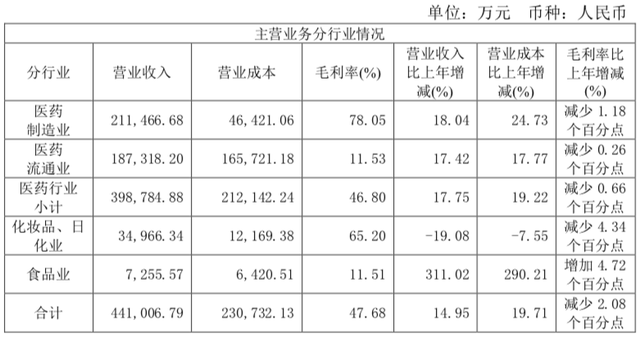 单位：万元 币种：人民币
主营业务分行业情况
分行业 营业收入 营业成本 毛利率(%) 营业收入比上年增减(%) 营业成本比上年增减(%) 毛利率比上年增减(%)
医药制造业 211,466.68 46,421.06 78.05 18.04 24.73 减少 1.18 个百分点
医药流通业 187,318.20 165,721.18 11.53 17.42 17.77 减少 0.26 个百分点
医药行业小计 398,784.88 212,142.24 46.80 17.75 19.22 减少 0.66 个百分点
化妆品、日化业 34,966.34 12,169.38 65.20 -19.08 -7.55 减少 4.34 个百分点
食品业 7,255.57 6,420.51 11.51 311.02 290.21 增加 4.72 个百分点
合计 441,006.79 230,732.13 47.68 14.95 19.71 减少 2.08 个百分点